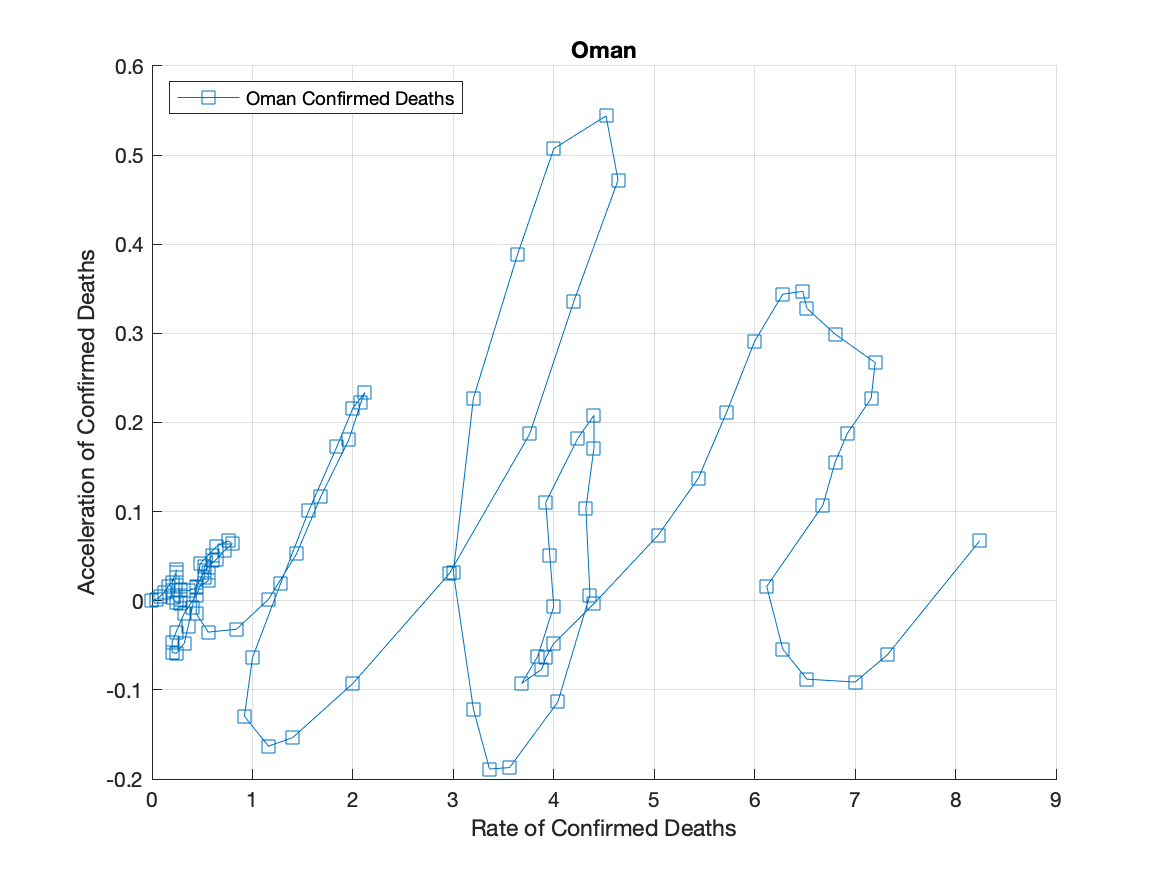 Oman
Oman Confirmed Deaths
0.6
0.5
0.4
0.3
0.2
0.1
0
-0.1
-0.2
Acceleration of Confirmed Deaths
0 1 2 3 4 5 6 7 8 9
Rate of Confirmed Deaths